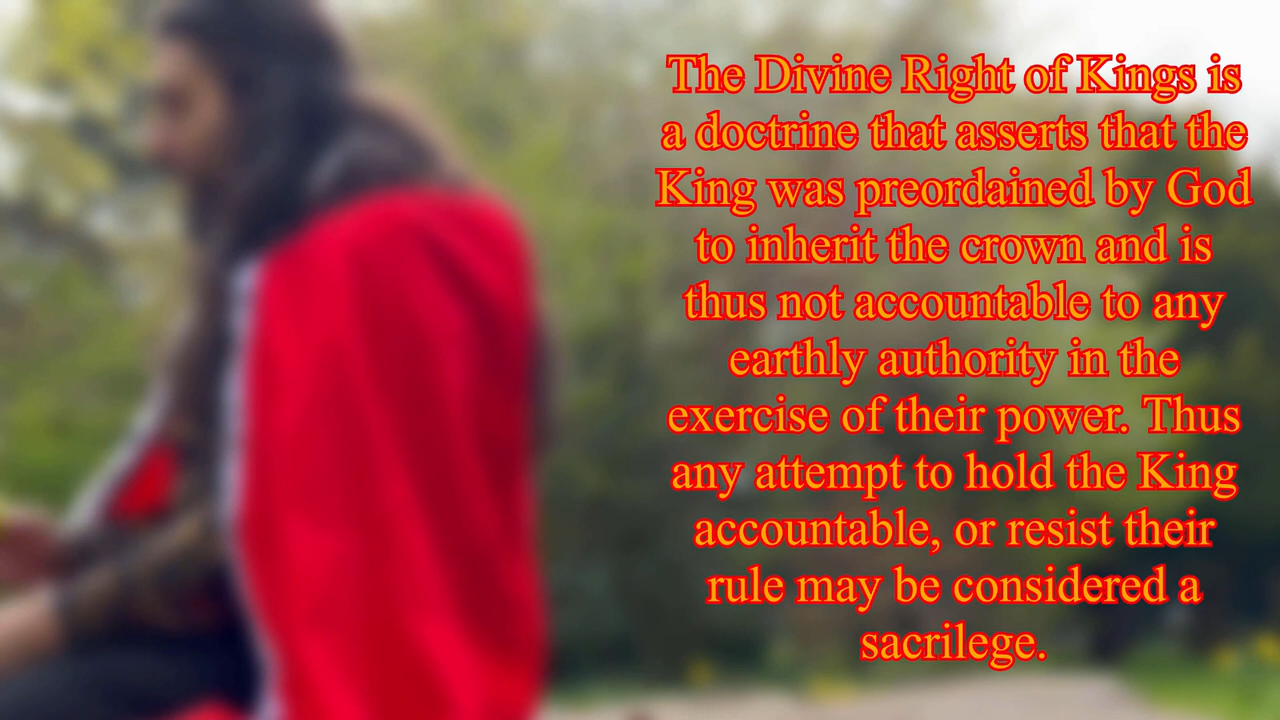 The Divine Right of Kings is
a doctrine that asserts that the
King was preordained by God
to inherit the crown and is
thus not accountable to any
earthly authority in the
exercise of their power. Thus
any attempt to hold the King
accountable, or resist their
rule may be considered a
sacrilege.